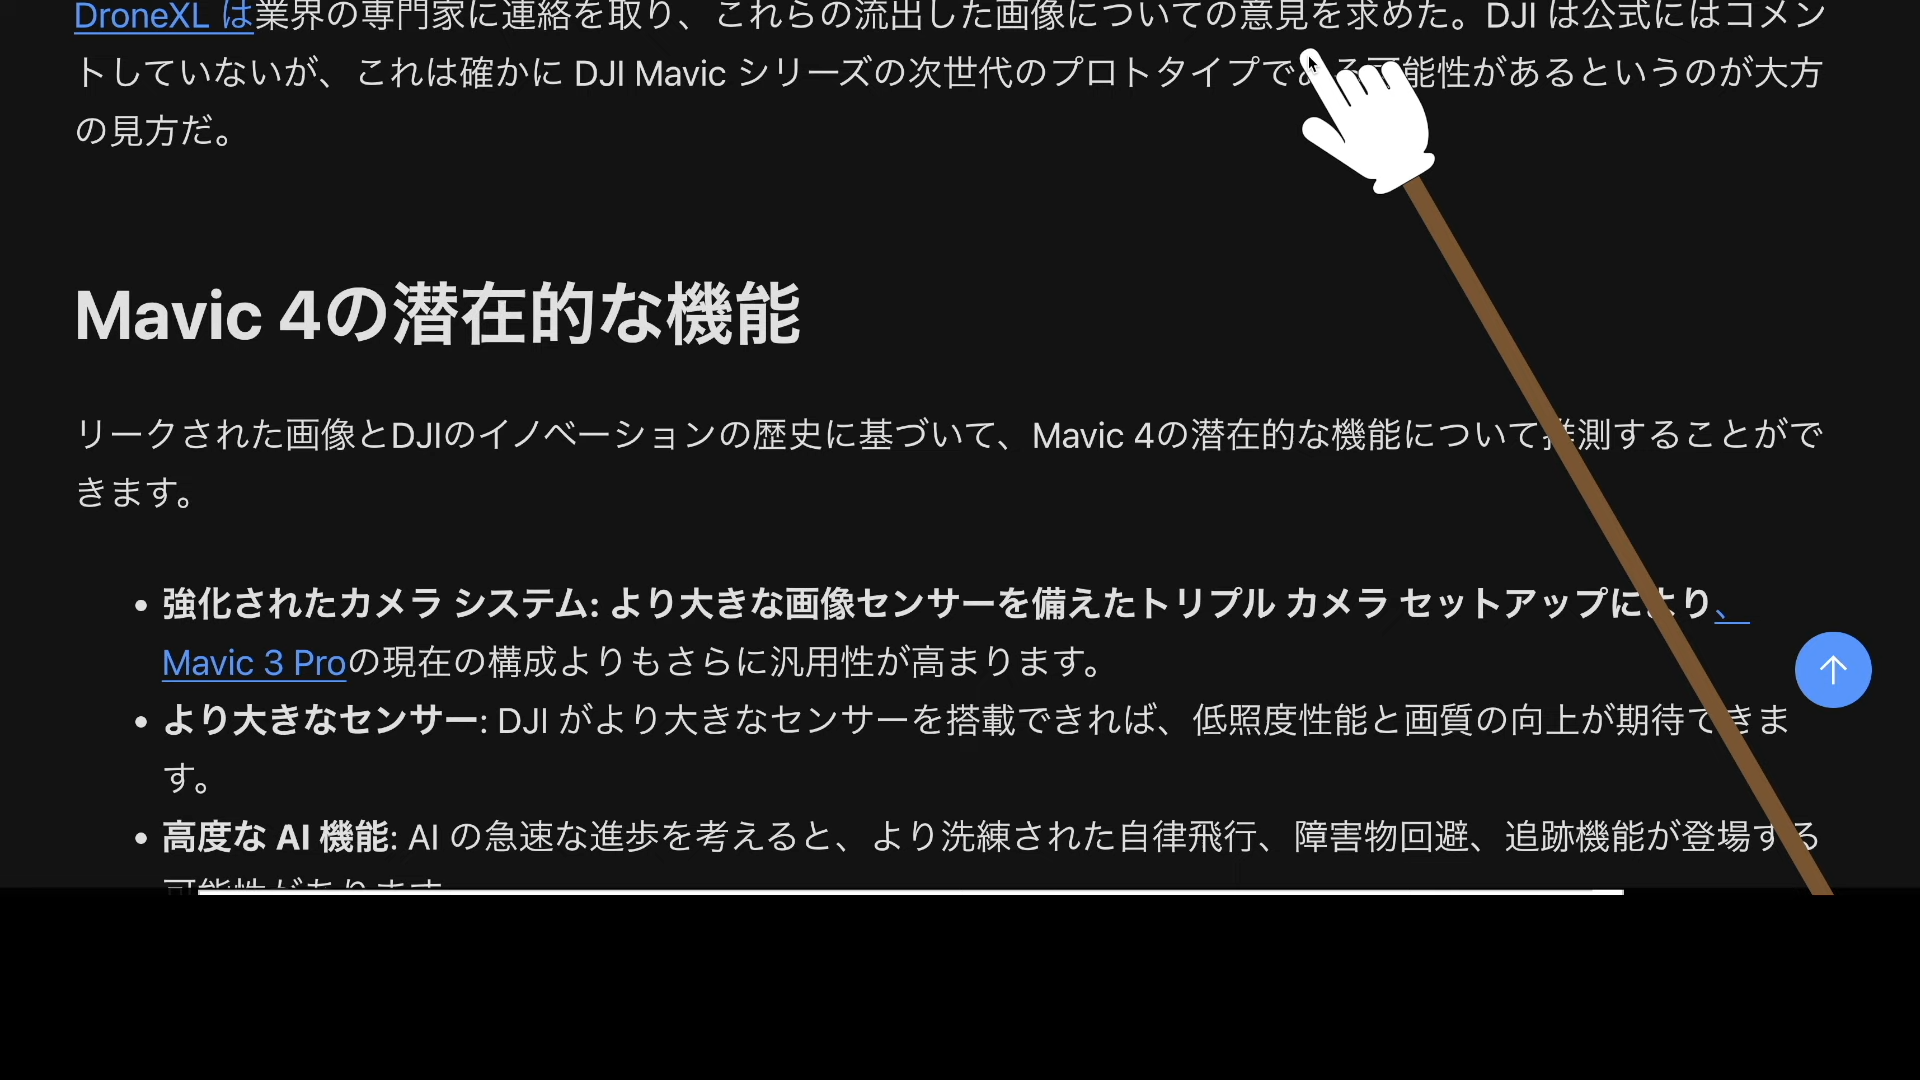 DroneXL は業界の専門家に連絡を取り、これらの流出した画像についての意見を求めた。DJI は公式にはコメン
トしていないが、これは確かに DJI Mavic シリーズの次世代のプロトタイプである可能性があるというのが大方
の見方だ。
Mavic 4の潜在的な機能
リークされた画像とDJIのイノベーションの歴史に基づいて、Mavic 4の潜在的な機能について推測することがで
きます。
• 強化されたカメラ システム: より大きな画像センサーを備えたトリプル カメラ セットアップにより、
Mavic 3 Proの現在の構成よりもさらに汎用性が高まります。
• より大きなセンサー: DJI がより大きなセンサーを搭載できれば、低照度性能と画質の向上が期待できま
す。
• 高度な AI 機能: AI の急速な進歩を考えると、より洗練された自律飛行、障害物回避、追跡機能が登場する
可能性があります